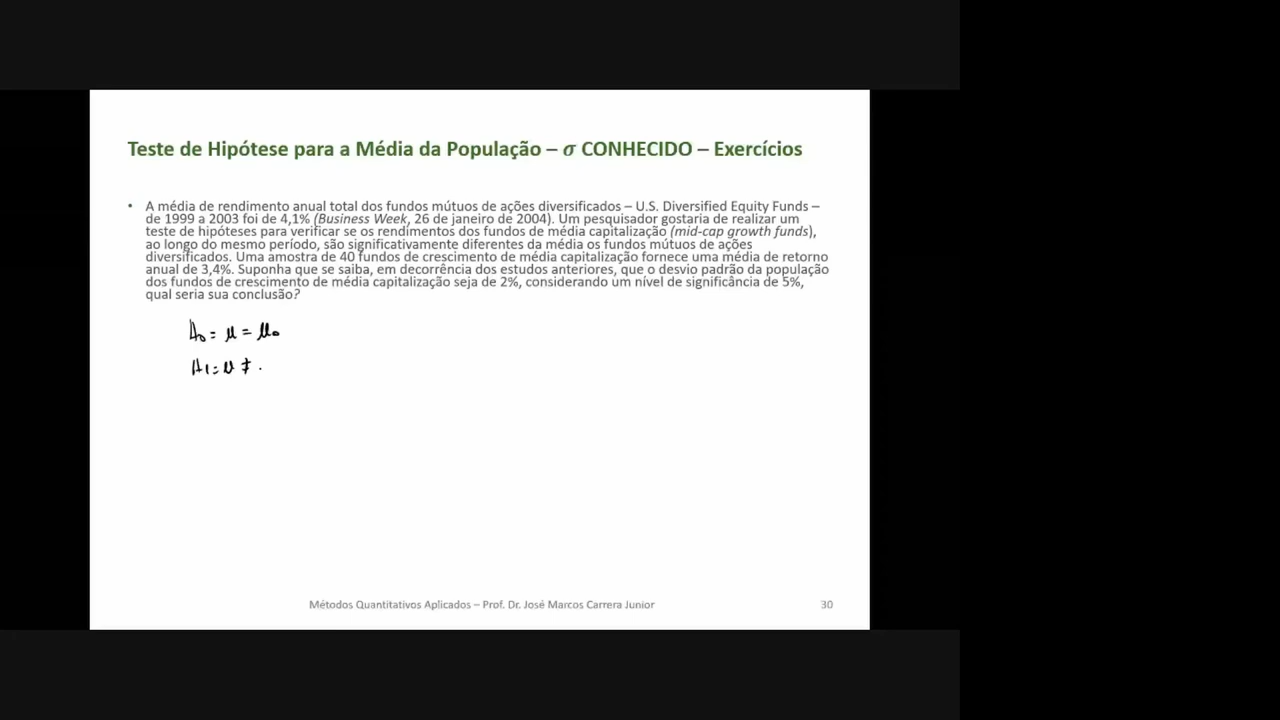 Teste de Hipótese para a Média da População – σ CONHECIDO – Exercícios
• A média de rendimento anual total dos fundos mútuos de ações diversificados – U.S. Diversified Equity Funds –
de 1999 a 2003 foi de 4,1% (Business Week, 26 de janeiro de 2004). Um pesquisador gostaria de realizar um
teste de hipóteses para verificar se os rendimentos dos fundos de média capitalização (mid-cap growth funds),
ao longo do mesmo período, são significativamente diferentes da média os fundos mútuos de ações
diversificados. Uma amostra de 40 fundos de crescimento de média capitalização fornece uma média de retorno
anual de 3,4%. Suponha que se saiba, em decorrência dos estudos anteriores, que o desvio padrão da população
dos fundos de crescimento de média capitalização seja de 2%, considerando um nível de significância de 5%,
qual seria sua conclusão?
H₀ = μ = μ₀
H₁ = μ ≠ .
Métodos Quantitativos Aplicados – Prof. Dr. José Marcos Carrera Junior
30